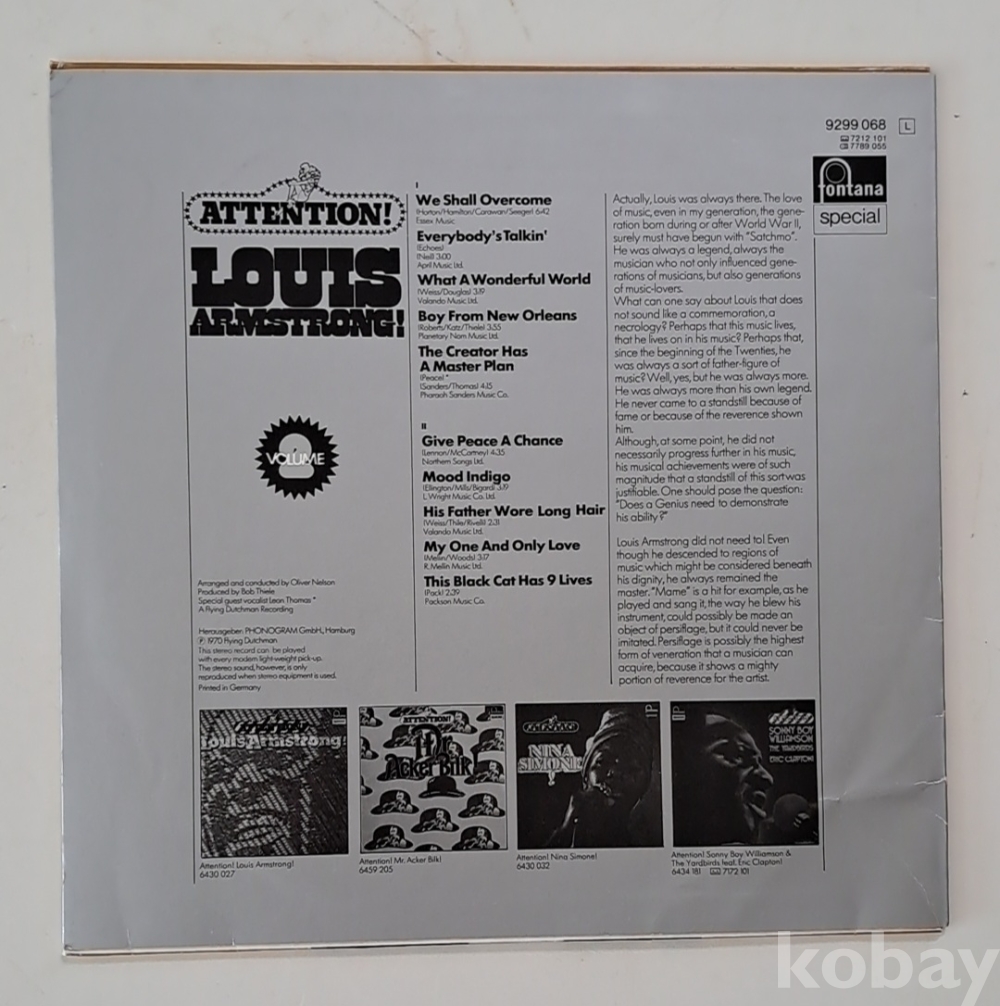 9299 068 L
7212 101
7789 055
fontana
special
ATTENTION!
LOUIS
ARMSTRONG!
VOLUME
2
Arranged and conducted by Oliver Nelson
Produced by Bob Thiele
Special guest vocalist Leon Thomas *
A Flying Dutchman Recording
Herausgeber: PHONOGRAM GmbH, Hamburg
℗ 1970 Flying Dutchman
This stereo record can be played
with every modern light-weight pick-up.
The stereo sound, however, is only
reproduced when stereo equipment is used.
Printed in Germany
I
We Shall Overcome
(Horton/Hamilton/Carawan/Seeger) 6:42
Essex Music
Everybody's Talkin'
(Echoes)
(Neil) 3:00
April Music Ltd.
What A Wonderful World
(Weiss/Douglas) 3:19
Valando Music Ltd.
Boy From New Orleans
(Roberts/Katz/Thiele) 3:55
Planetary Nom Music Ltd.
The Creator Has
A Master Plan
(Peace) *
(Sanders/Thomas) 4:15
Pharoah Sanders Music Co.
II
Give Peace A Chance
(Lennon/McCartney) 4:35
Northern Songs Ltd.
Mood Indigo
(Ellington/Mills/Bigard) 3:19
L. Wright Music Co. Ltd.
His Father Wore Long Hair
(Weiss/Thile/Rivelli) 2:31
Valando Music Ltd.
My One And Only Love
(Mellin/Woods) 3:17
R. Mellin Music Ltd.
This Black Cat Has 9 Lives
(Pack) 2:39
Packson Music Co.
Actually, Louis was always there. The love
of music, even in my generation, the gene-
ration born during or after World War II,
surely must have begun with "Satchmo".
He was always a legend, always the
musician who not only influenced gene-
rations of musicians, but also generations
of music-lovers.
What can one say about Louis that does
not sound like a commemoration, a
necrology? Perhaps that this music lives,
that he lives on in his music? Perhaps that,
since the beginning of the Twenties, he
was always a sort of father-figure of
music? Well, yes, but he was always more.
He was always more than his own legend.
He never came to a standstill because of
fame or because of the reverence shown
him.
Although, at some point, he did not
necessarily progress further in his music,
his musical achievements were of such
magnitude that a standstill of this sort was
justifiable. One should pose the question:
"Does a Genius need to demonstrate
his ability?"
Louis Armstrong did not need to! Even
though he descended to regions of
music which might be considered beneath
his dignity, he always remained the
master. "Mame" is a hit for example, as he
played and sang it, the way he blew his
instrument, could possibly be made an
object of persiflage, but it could never be
imitated. Persiflage is possibly the highest
form of veneration that a musician can
acquire, because it shows a mighty
portion of reverence for the artist.
Louis Armstrong!
ATTENTION!
Mr.
Acker Bilk!
NINA
SIMONE
!
SONNY BOY
WILLIAMSON
THE YARDBIRDS
ERIC CLAPTON!
Attention! Louis Armstrong!
6430 027
Attention! Mr. Acker Bilk!
6459 205
Attention! Nina Simone!
6430 032
Attention! Sonny Boy Williamson &
The Yardbirds feat. Eric Clapton!
6434 181 7172 101
kobay